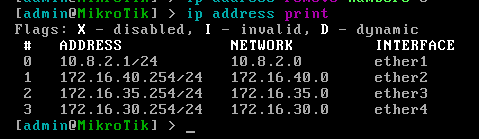 [admin@MikroTik] > ip address remove numbers=0
[admin@MikroTik] > ip address print
Flags: X - disabled, I - invalid, D - dynamic
# ADDRESS NETWORK INTERFACE
0 10.8.2.1/24 10.8.2.0 ether1
1 172.16.40.254/24 172.16.40.0 ether2
2 172.16.35.254/24 172.16.35.0 ether3
3 172.16.30.254/24 172.16.30.0 ether4
[admin@MikroTik] > _